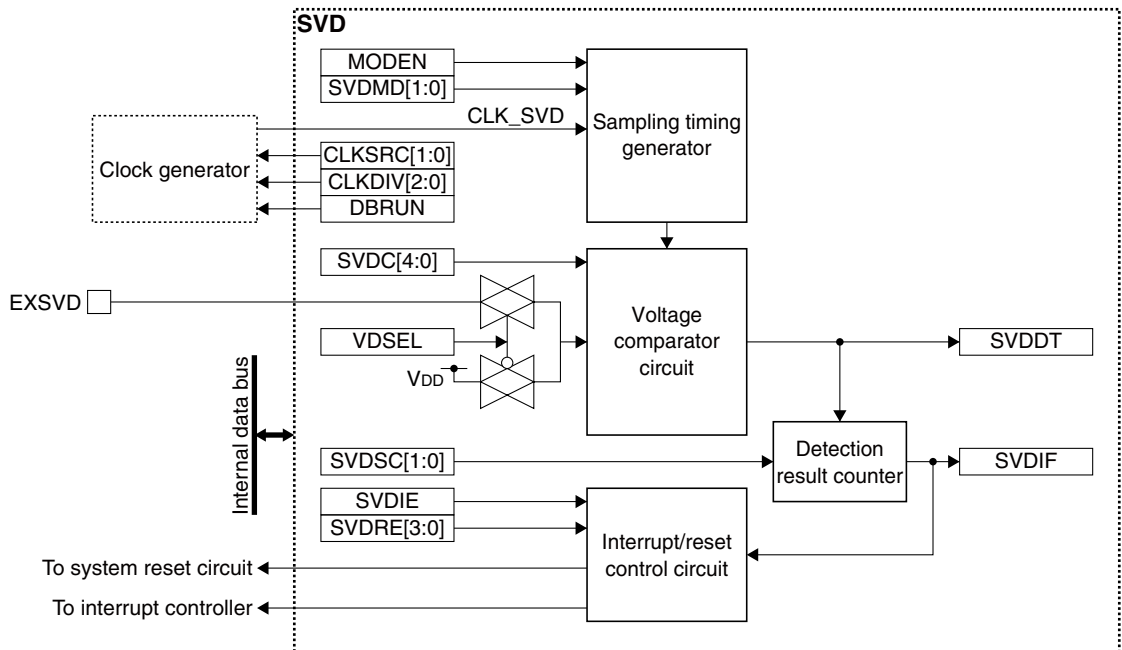 SVD
MODEN
SVDMD[1:0]
CLK_SVD
Sampling timing
generator
Clock generator
CLKSRC[1:0]
CLKDIV[2:0]
DBRUN
SVDC[4:0]
EXSVD
VDSEL
VDD
Voltage
comparator
circuit
SVDDT
Internal data bus
SVDSC[1:0]
Detection
result counter
SVDIF
SVDIE
SVDRE[3:0]
Interrupt/reset
control circuit
To system reset circuit
To interrupt controller